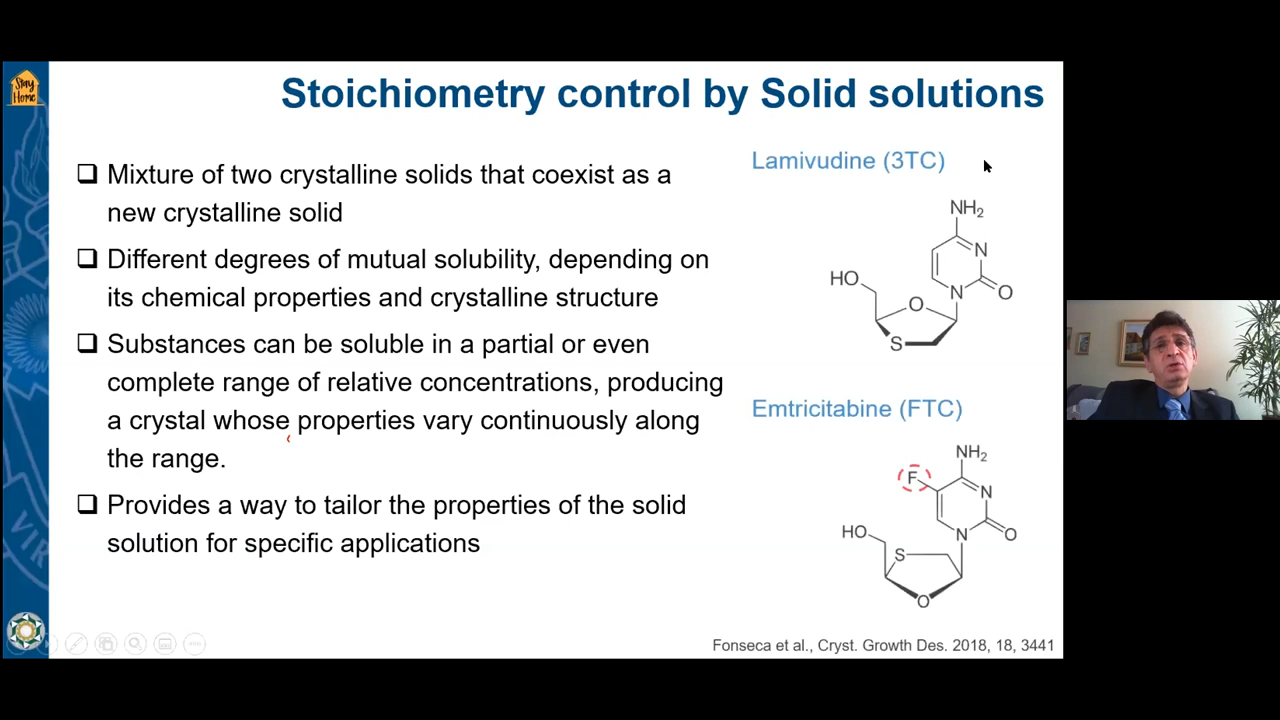 Stay
Home
Stoichiometry control by Solid solutions
❑ Mixture of two crystalline solids that coexist as a
new crystalline solid
❑ Different degrees of mutual solubility, depending on
its chemical properties and crystalline structure
❑ Substances can be soluble in a partial or even
complete range of relative concentrations, producing
a crystal whose properties vary continuously along
the range.
❑ Provides a way to tailor the properties of the solid
solution for specific applications
Lamivudine (3TC)
NH₂
N
HO
O
N
O
S
Emtricitabine (FTC)
NH₂
F
N
HO
S
N
O
O
Fonseca et al., Cryst. Growth Des. 2018, 18, 3441
VIR